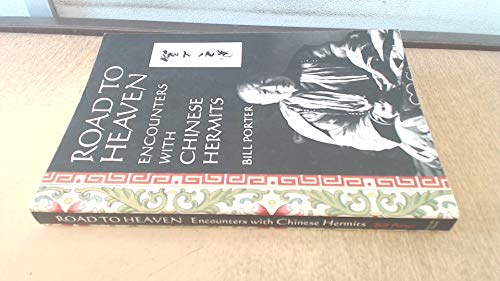 ROAD TO
HEAVEN
ENCOUNTERS
WITH
CHINESE
HERMITS
BILL PORTER
ROAD TO HEAVEN Encounters with Chinese Hermits Bill Porter